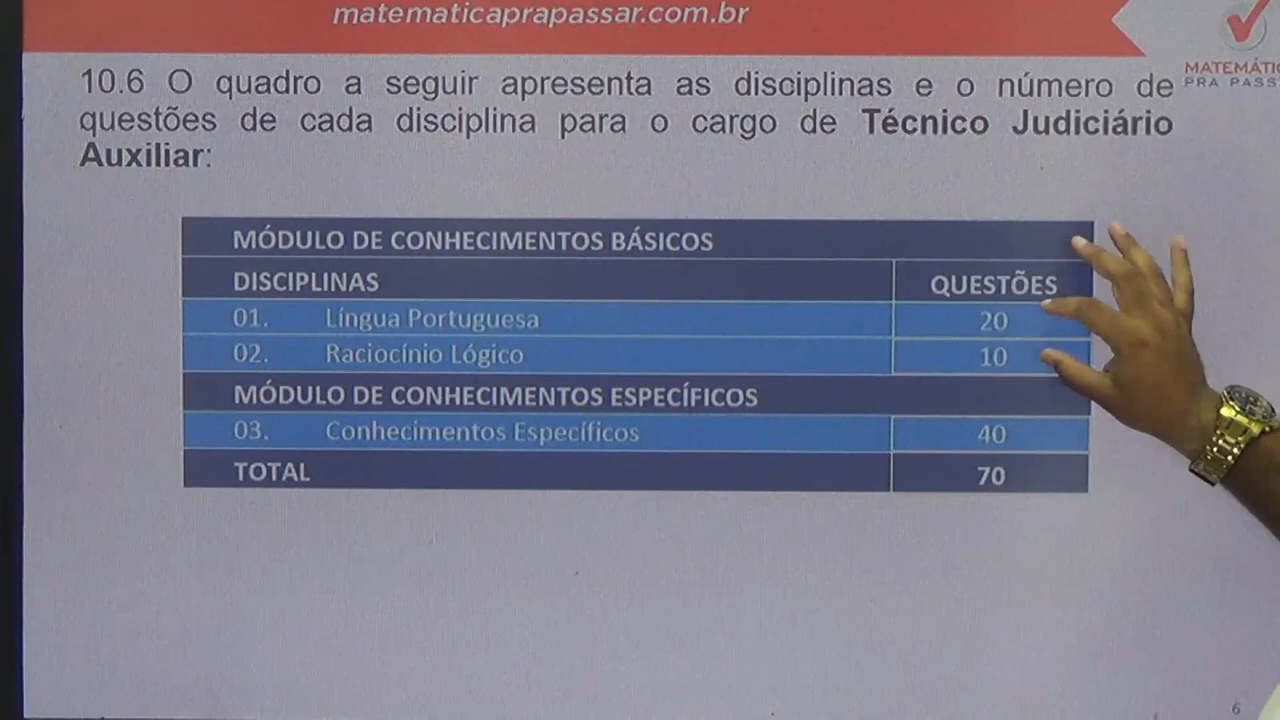 matematicaprapassar.com.br
10.6 O quadro a seguir apresenta as disciplinas e o número de
questões de cada disciplina para o cargo de Técnico Judiciário
Auxiliar:
MÓDULO DE CONHECIMENTOS BÁSICOS
DISCIPLINAS QUESTÕES
01. Língua Portuguesa 20
02. Raciocínio Lógico 10
MÓDULO DE CONHECIMENTOS ESPECÍFICOS
03. Conhecimentos Específicos 40
TOTAL 70
PRA
6